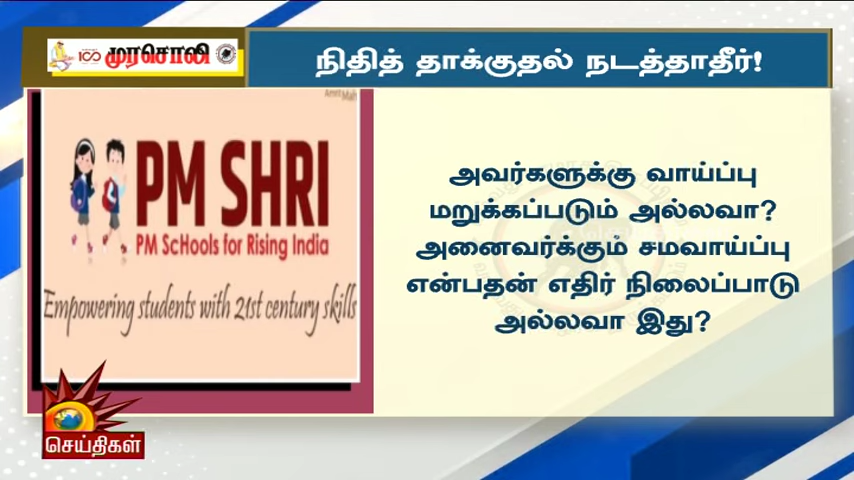 100 முரசொலி
நிதித் தாக்குதல் நடத்தாதீர்!
PM SHRI
PM ScHools for Rising India
Empowering students with 21st century skills
அவர்களுக்கு வாய்ப்பு
மறுக்கப்படும் அல்லவா?
அனைவர்க்கும் சமவாய்ப்பு
என்பதன் எதிர் நிலைப்பாடு
அல்லவா இது?
செய்திகள்